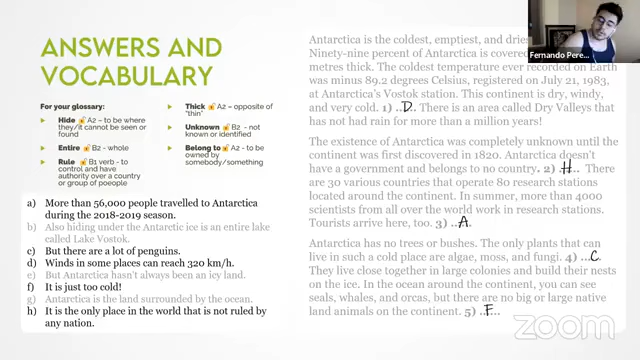 ANSWERS AND
VOCABULARY
For your glossary:
Hide A2 – to be where
they/it cannot be seen or
found
Entire B2 - whole
Rule B1 verb – to
control and have
authority over a country
or group of poeople
Thick A2 – opposite of
"thin"
Unknown B2 - not
known or identified
Belong to A2 - to be
owned by
somebody/something
a) More than 56,000 people travelled to Antarctica
during the 2018-2019 season.
b) Also hiding under the Antarctic ice is an entire lake
called Lake Vostok.
c) But there are a lot of penguins.
d) Winds in some places can reach 320 km/h.
e) But Antarctica hasn't always been an icy land.
f) It is just too cold!
g) Antarctica is the land surrounded by the ocean.
h) It is the only place in the world that is not ruled by
any nation.
Antarctica is the coldest, emptiest, and
Ninety-nine percent of Antarctica is covered
metres thick. The coldest temperature ever recorded on Earth
was minus 89.2 degrees Celsius, registered on July 21, 1983,
at Antarctica's Vostok station. This continent is dry, windy,
and very cold. 1) ..D.. There is an area called Dry Valleys
that has not had rain for more than a million years!
The existence of Antarctica was completely unknown until the
continent was first discovered in 1820. Antarctica doesn't
have a government and belongs to no country. 2) .H... There
are 30 various countries that operate 80 research stations
located around the continent. In summer, more than 4000
scientists from all over the world work in research stations.
Tourists arrive here, too. 3) ..A..
Antarctica has no trees or bushes. The only plants that can
live in such a cold place are algae, moss, and fungi. 4) ...C..
They live close together in large colonies and build their nests
on the ice. In the ocean around the continent, you can see
seals, whales, and orcas, but there are no big or large native
land animals on the continent. 5) ..F...
Fernando Pere...
zoom